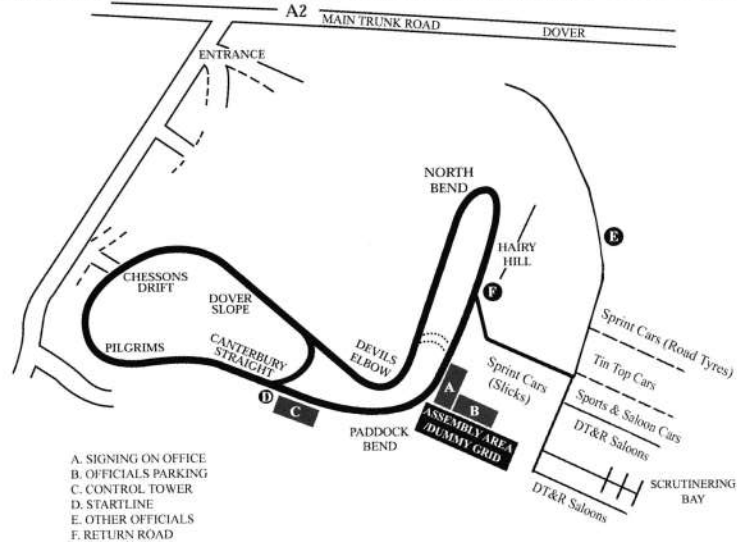 A2
MAIN TRUNK ROAD
DOVER
ENTRANCE
NORTH
BEND
E
HAIRY
HILL
F
CHESSONS
DRIFT
DOVER
SLOPE
Sprint Cars (Road Tyres)
PILGRIMS
CANTERBURY
STRAIGHT
DEVILS
ELBOW
Sprint Cars
(Slicks)
Tin Top Cars
Sports & Saloon Cars
DT&R Saloons
A
B
D
C
PADDOCK
BEND
ASSEMBLY AREA
/DUMMY GRID
DT&R Saloons
SCRUTINERING
BAY
A. SIGNING ON OFFICE
B. OFFICIALS PARKING
C. CONTROL TOWER
D. STARTLINE
E. OTHER OFFICIALS
F. RETURN ROAD